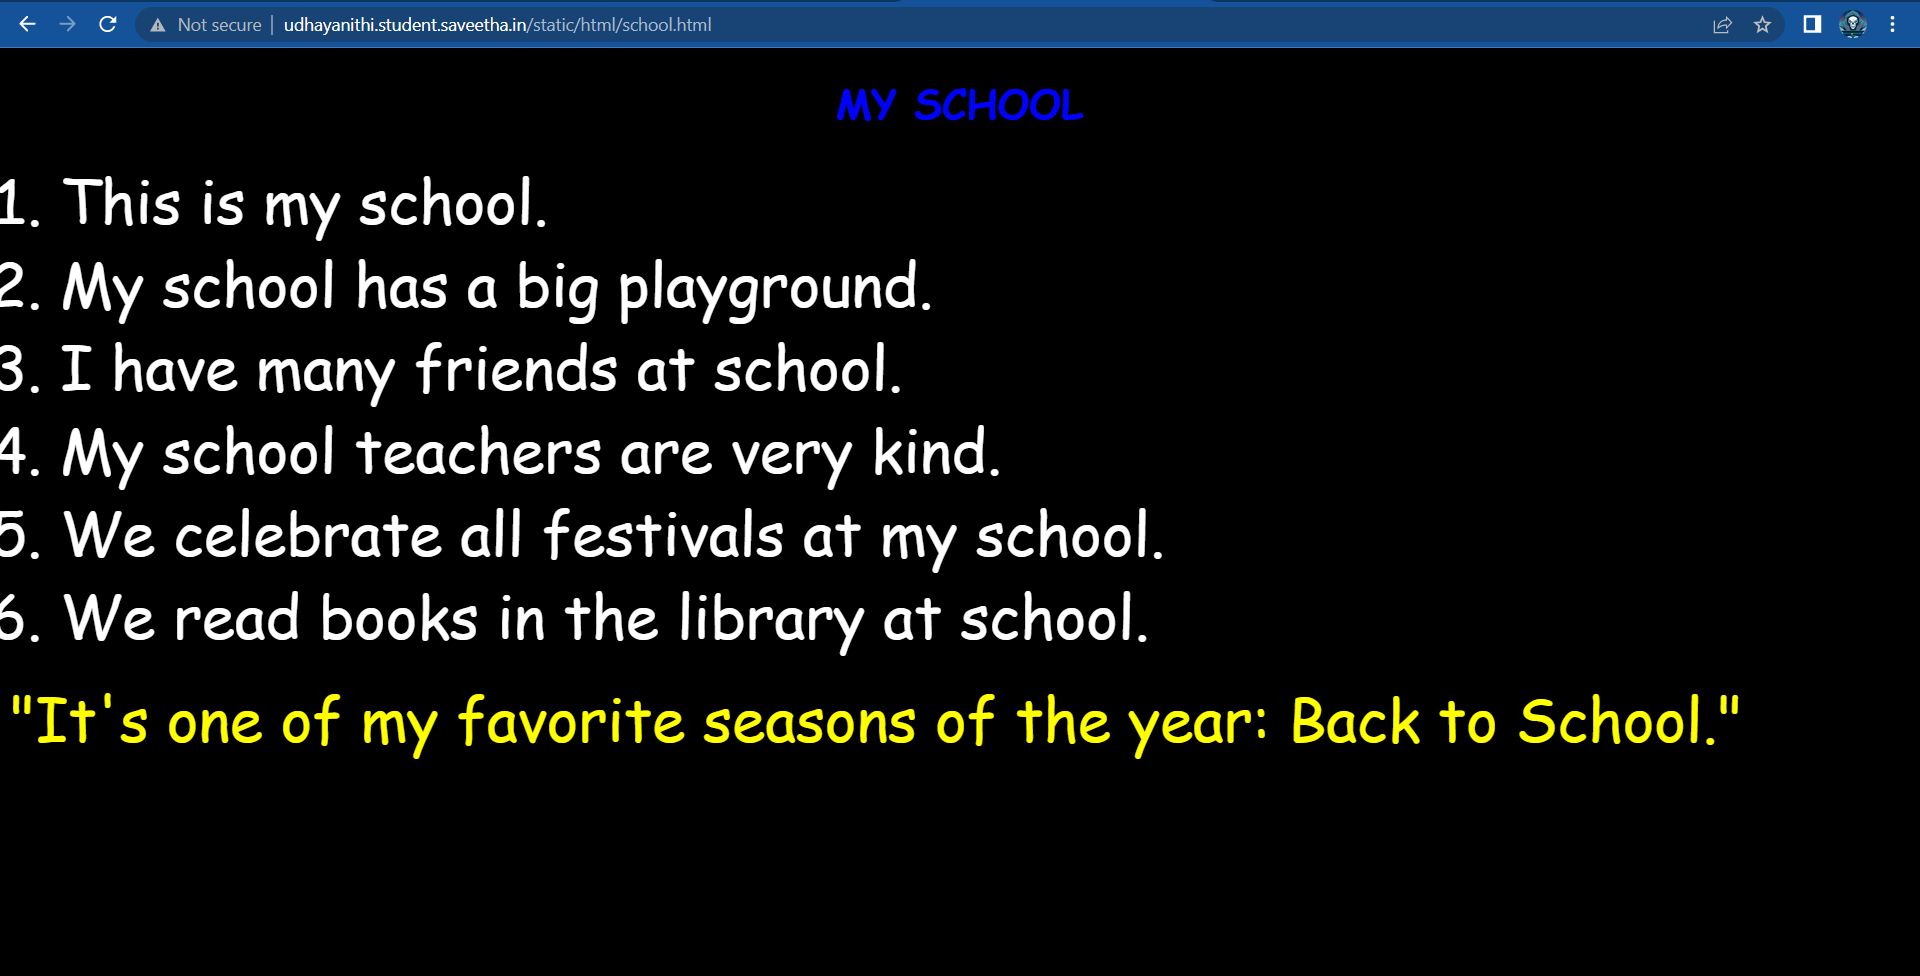 Not secure | udhayanithi.student.saveetha.in/static/html/school.html
MY SCHOOL
1. This is my school.
2. My school has a big playground.
3. I have many friends at school.
4. My school teachers are very kind.
5. We celebrate all festivals at my school.
6. We read books in the library at school.
"It's one of my favorite seasons of the year: Back to School."